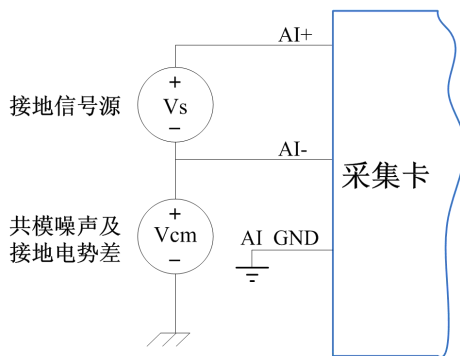 AI+
+
接地信号源
Vs
−
AI-
采集卡
共模噪声及
接地电势差
+
Vcm
−
AI GND